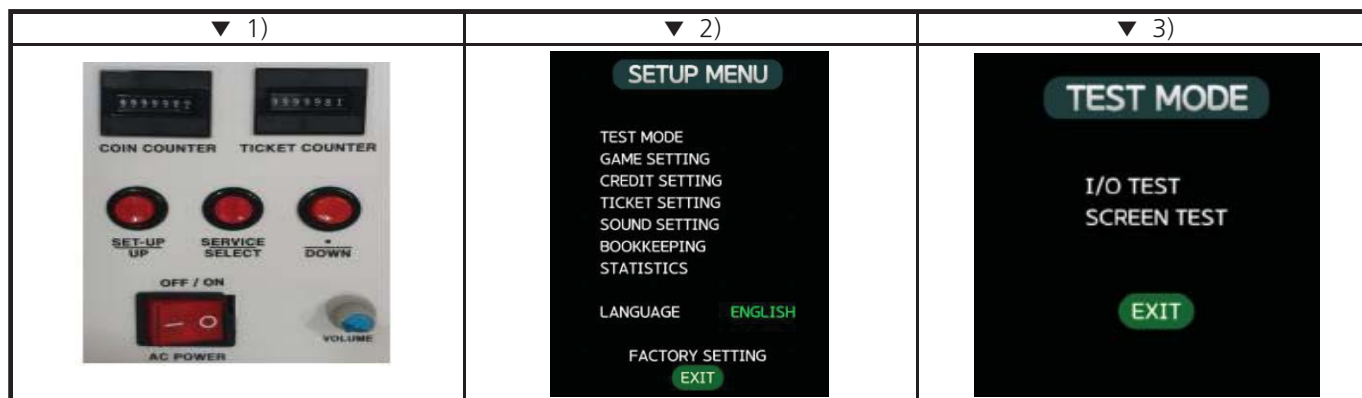 ▼ 1)
▼ 2)
▼ 3)
COIN COUNTER TICKET COUNTER
SET-UP
UP
SERVICE
SELECT
DOWN
OFF / ON
AC POWER
VOLUME
SETUP MENU
TEST MODE
GAME SETTING
CREDIT SETTING
TICKET SETTING
SOUND SETTING
BOOKKEEPING
STATISTICS
LANGUAGE ENGLISH
FACTORY SETTING
EXIT
TEST MODE
I/O TEST
SCREEN TEST
EXIT